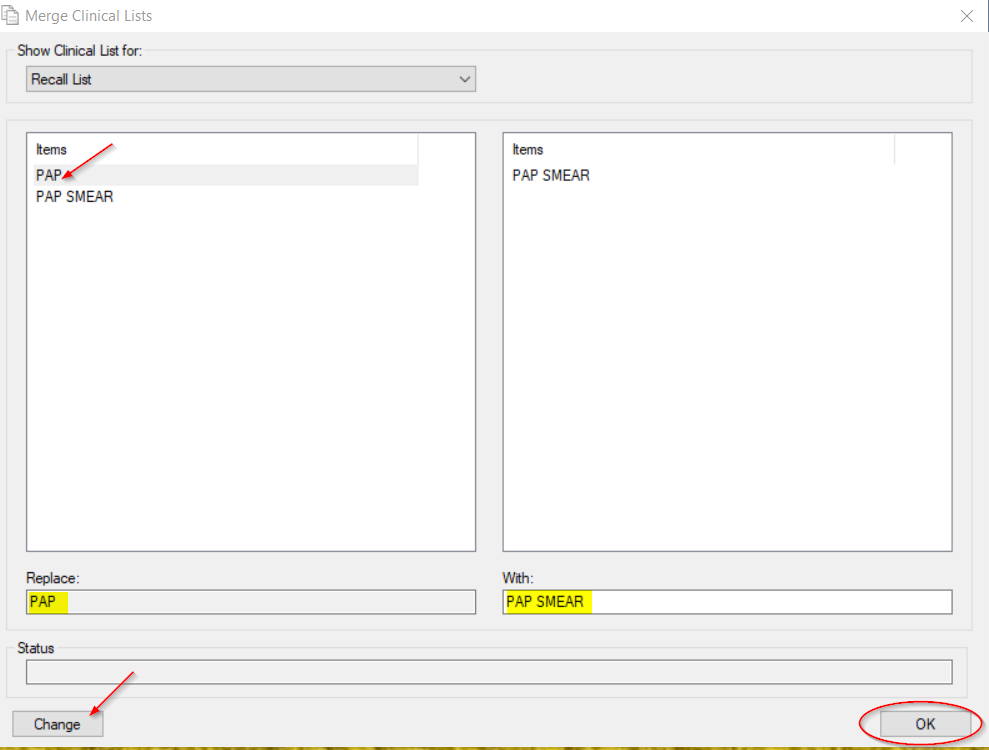 Merge Clinical Lists
Show Clinical List for:
Recall List
Items
PAP
PAP SMEAR
Items
PAP SMEAR
Replace:
PAP
With:
PAP SMEAR
Status
Change
OK